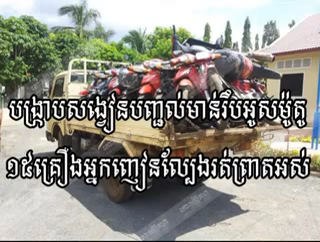 បង្ក្រាបសង្វៀនបញ្ជល់មាន់រឹបអូសម៉ូតូ
១៥គ្រឿងអ្នកញៀនល្បែងរត់ព្រាតអស់